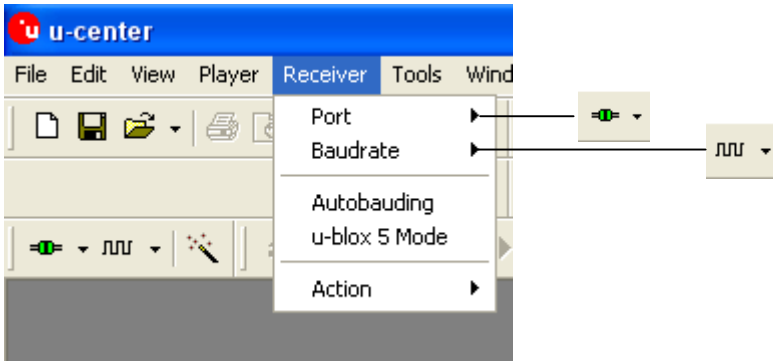 u u-center
File Edit View Player Receiver Tools Wind
Port
Baudrate
Autobauding
u-blox 5 Mode
Action